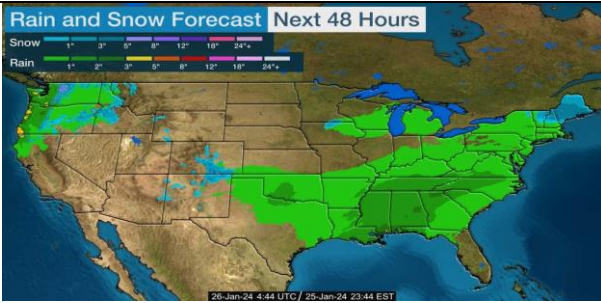 Rain and Snow Forecast Next 48 Hours
Snow 1" 3" 5" 8" 12" 18" 24"+
Rain 1" 2" 3" 5" 8" 12" 18" 24"+
26-Jan-24 4:44 UTC / 25-Jan-24 23:44 EST